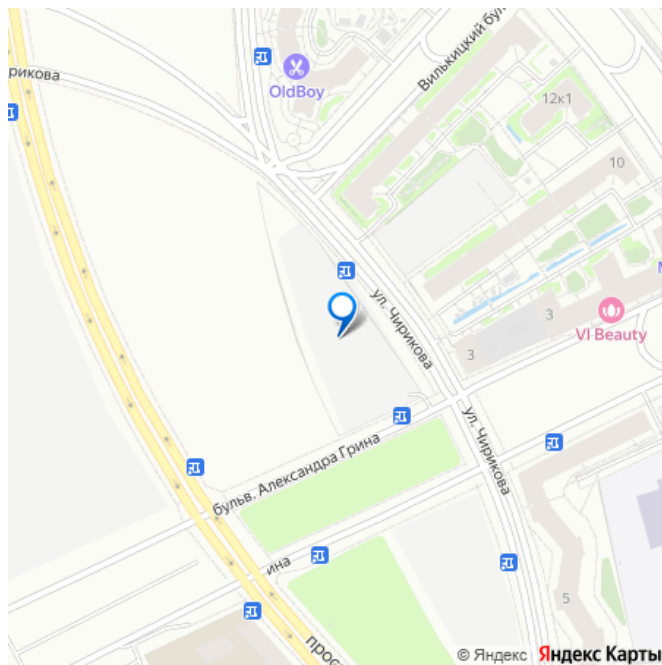 рикова
OldBoy
Вилькицкий бул
12к1
10
ул. Чирикова
3
VI Beauty
3
ул. Чирикова
бульв. Александра Грина
ина
5
прос
© Яндекс Яндекс Карты